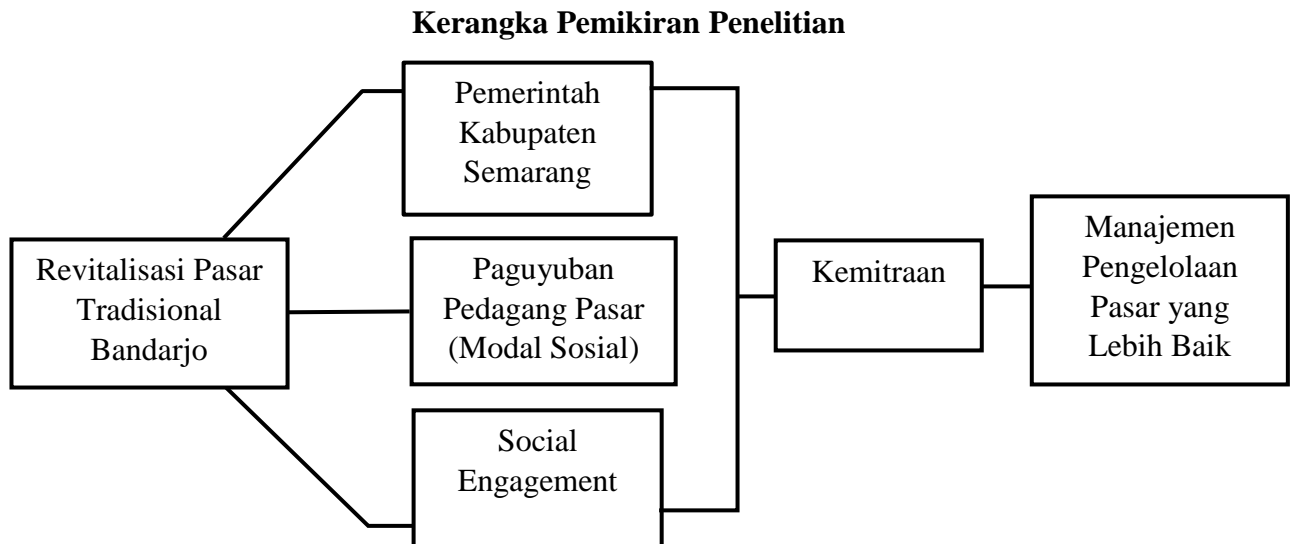 Kerangka Pemikiran Penelitian
Pemerintah
Kabupaten
Semarang
Revitalisasi Pasar
Tradisional
Bandarjo
Paguyuban
Pedagang Pasar
(Modal Sosial)
Social
Engagement
Kemitraan
Manajemen
Pengelolaan
Pasar yang
Lebih Baik